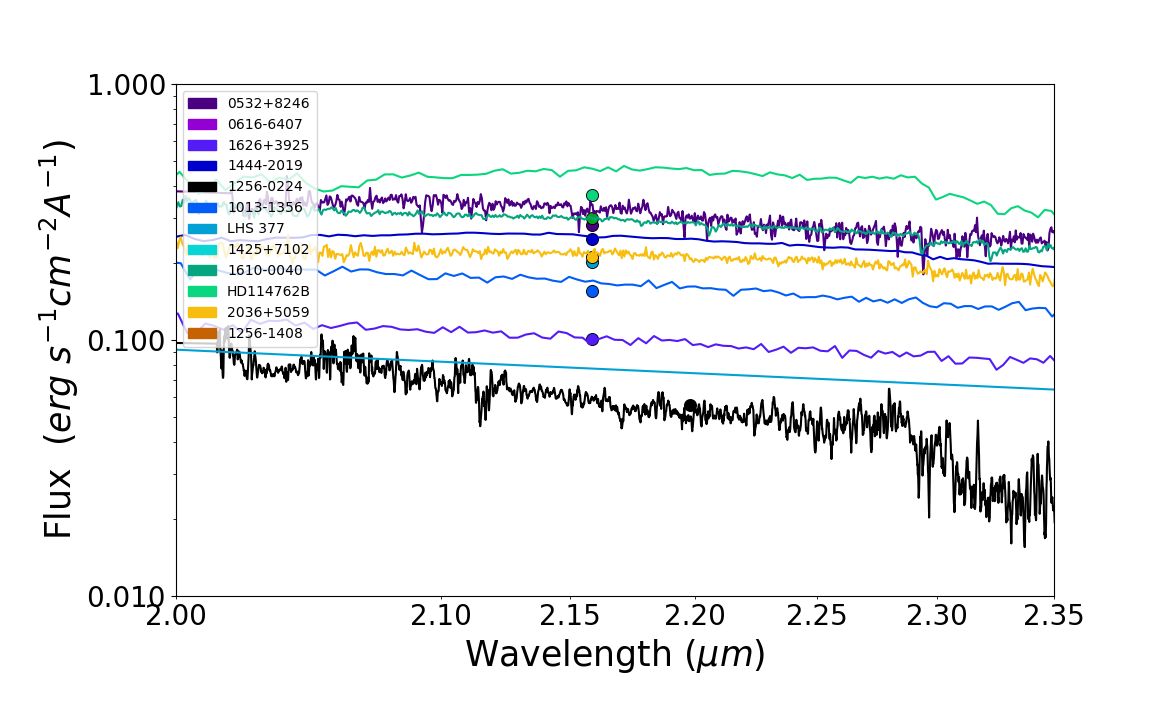 1.000
0.100
0.010
Flux (erg s⁻¹cm⁻²A⁻¹)
0532+8246
0616-6407
1626+3925
1444-2019
1256-0224
1013-1356
LHS 377
1425+7102
1610-0040
HD114762B
2036+5059
1256-1408
2.00 2.10 2.15 2.20 2.25 2.30 2.35
Wavelength (μm)